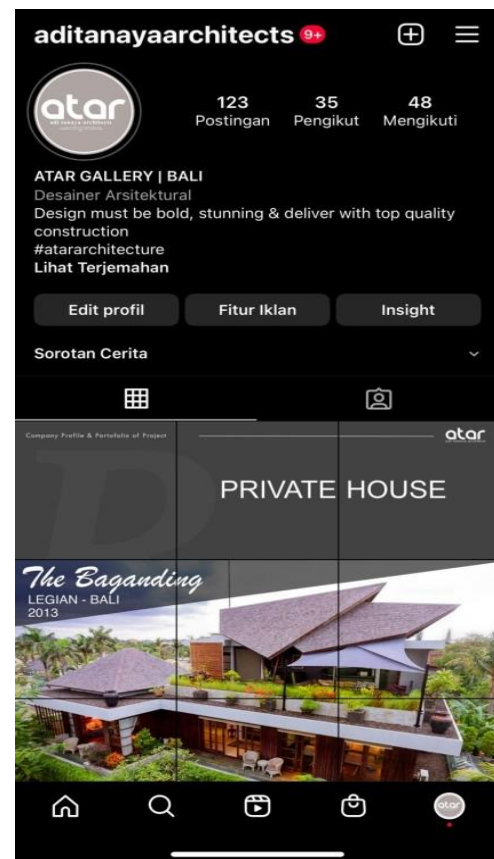 aditanayaarchitects 9+
atar
123 35 48
Postingan Pengikut Mengikuti
ATAR GALLERY | BALI
Desainer Arsitektural
Design must be bold, stunning & deliver with top quality
construction
#atararchitecture
Lihat Terjemahan
Edit profil Fitur Iklan Insight
Sorotan Cerita
Company Profile & Portofolio of Project atar
PRIVATE HOUSE
The Baganding
LEGIAN - BALI
2013
atar